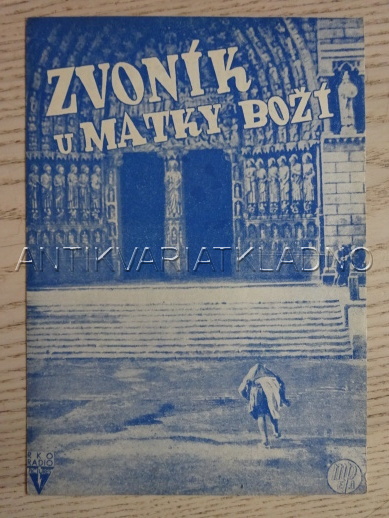 ZVONÍK
U MATKY BOŽÍ
ANTIKVARIATKLADNO
RKO
RADIO